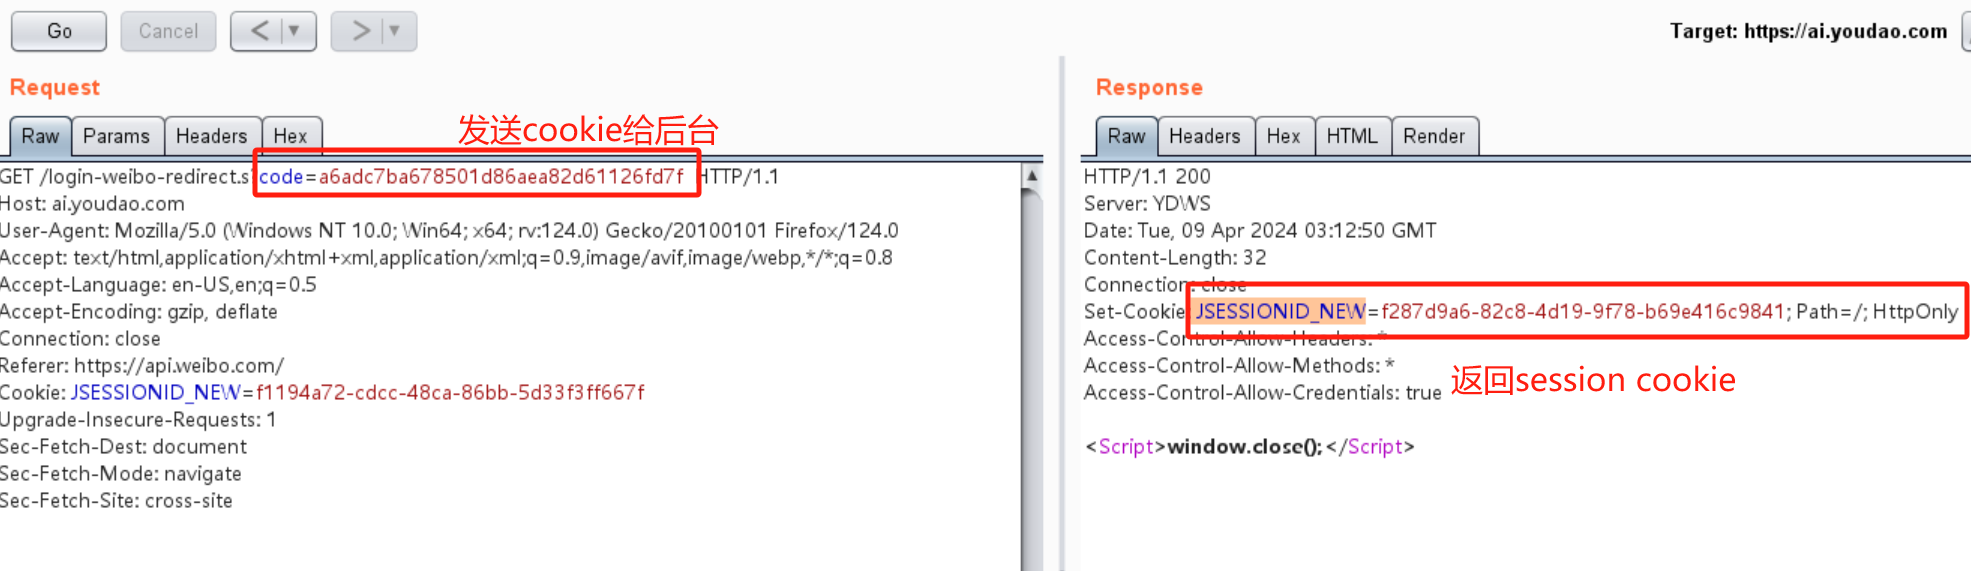 Go Cancel < ▼ > ▼ Target: https://ai.youdao.com
Request
Raw Params Headers Hex
发送cookie给后台
GET /login-weibo-redirect.s code=a6adc7ba678501d86aea82d61126fd7f HTTP/1.1
Host: ai.youdao.com
User-Agent: Mozilla/5.0 (Windows NT 10.0; Win64; x64; rv:124.0) Gecko/20100101 Firefox/124.0
Accept: text/html,application/xhtml+xml,application/xml;q=0.9,image/avif,image/webp,*/*;q=0.8
Accept-Language: en-US,en;q=0.5
Accept-Encoding: gzip, deflate
Connection: close
Referer: https://api.weibo.com/
Cookie: JSESSIONID_NEW=f1194a72-cdcc-48ca-86bb-5d33f3ff667f
Upgrade-Insecure-Requests: 1
Sec-Fetch-Dest: document
Sec-Fetch-Mode: navigate
Sec-Fetch-Site: cross-site
Response
Raw Headers Hex HTML Render
HTTP/1.1 200
Server: YDWS
Date: Tue, 09 Apr 2024 03:12:50 GMT
Content-Length: 32
Connection: close
Set-Cookie: JSESSIONID_NEW=f287d9a6-82c8-4d19-9f78-b69e416c9841; Path=/; HttpOnly
Access-Control-Allow-Headers: *
Access-Control-Allow-Methods: *
Access-Control-Allow-Credentials: true
返回session cookie
<Script>window.close();</Script>